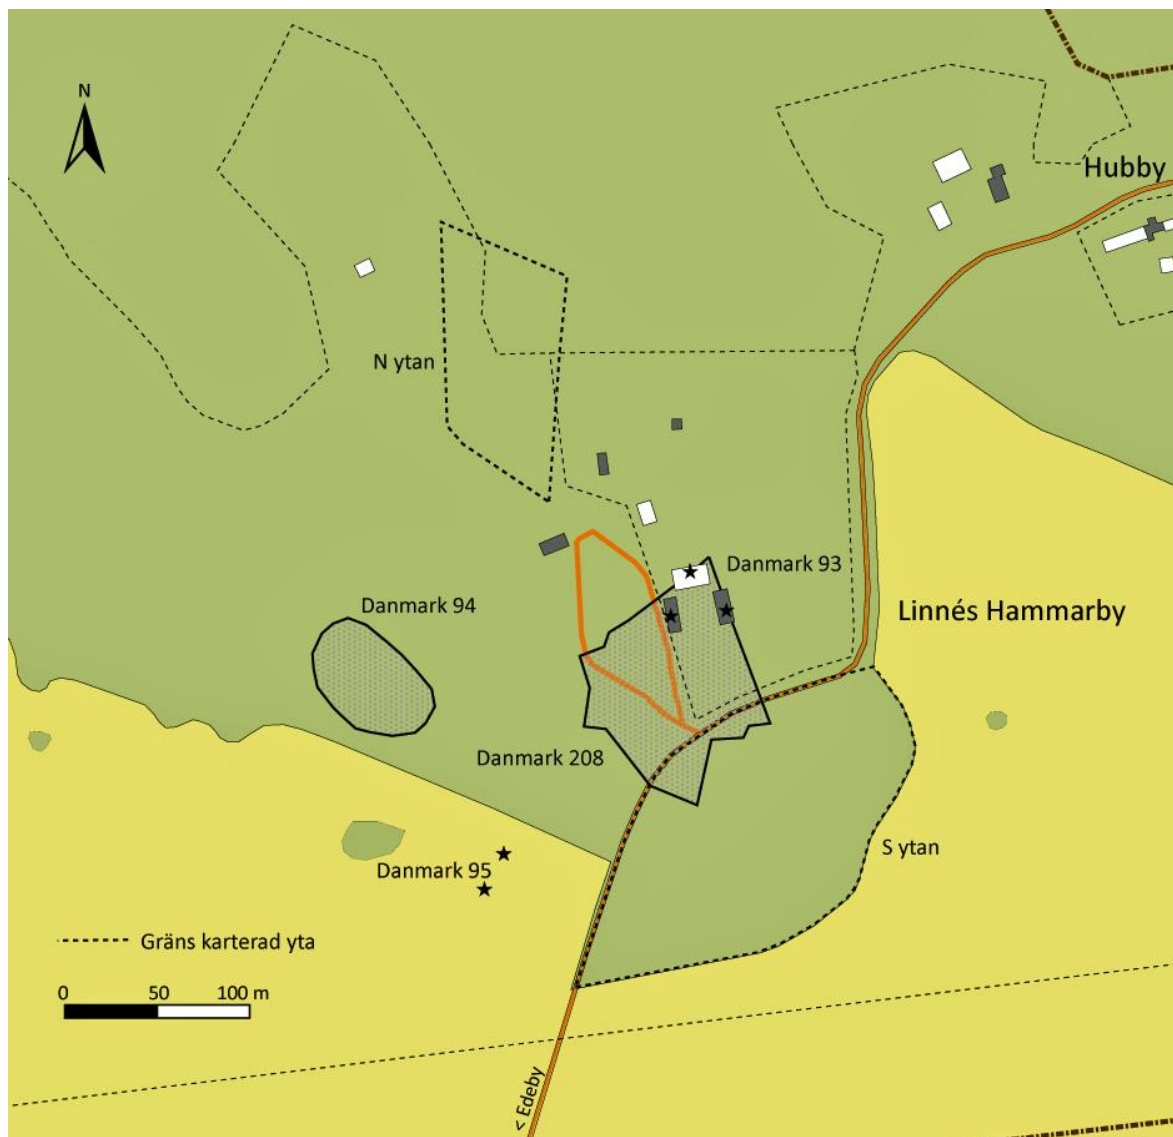 N
Hubby
N ytan
Danmark 93
Danmark 94
Linnés Hammarby
Danmark 208
S ytan
Danmark 95
Gräns karterad yta
0 50 100 m
< Edeby